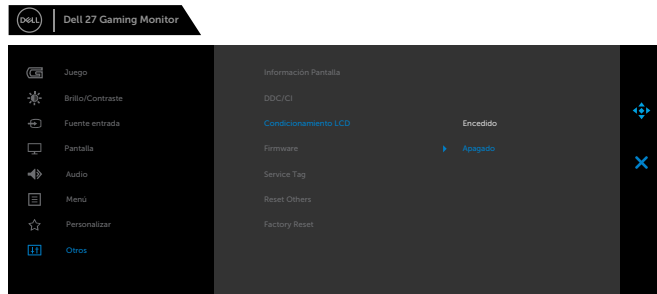 DELL
Dell 27 Gaming Monitor
Juego
Información Pantalla
Brillo/Contraste
DDC/CI
Fuente entrada
Condicionamiento LCD
Encedido
Pantalla
Firmware
Apagado
Audio
Service Tag
Menú
Reset Others
Personalizar
Factory Reset
Otros